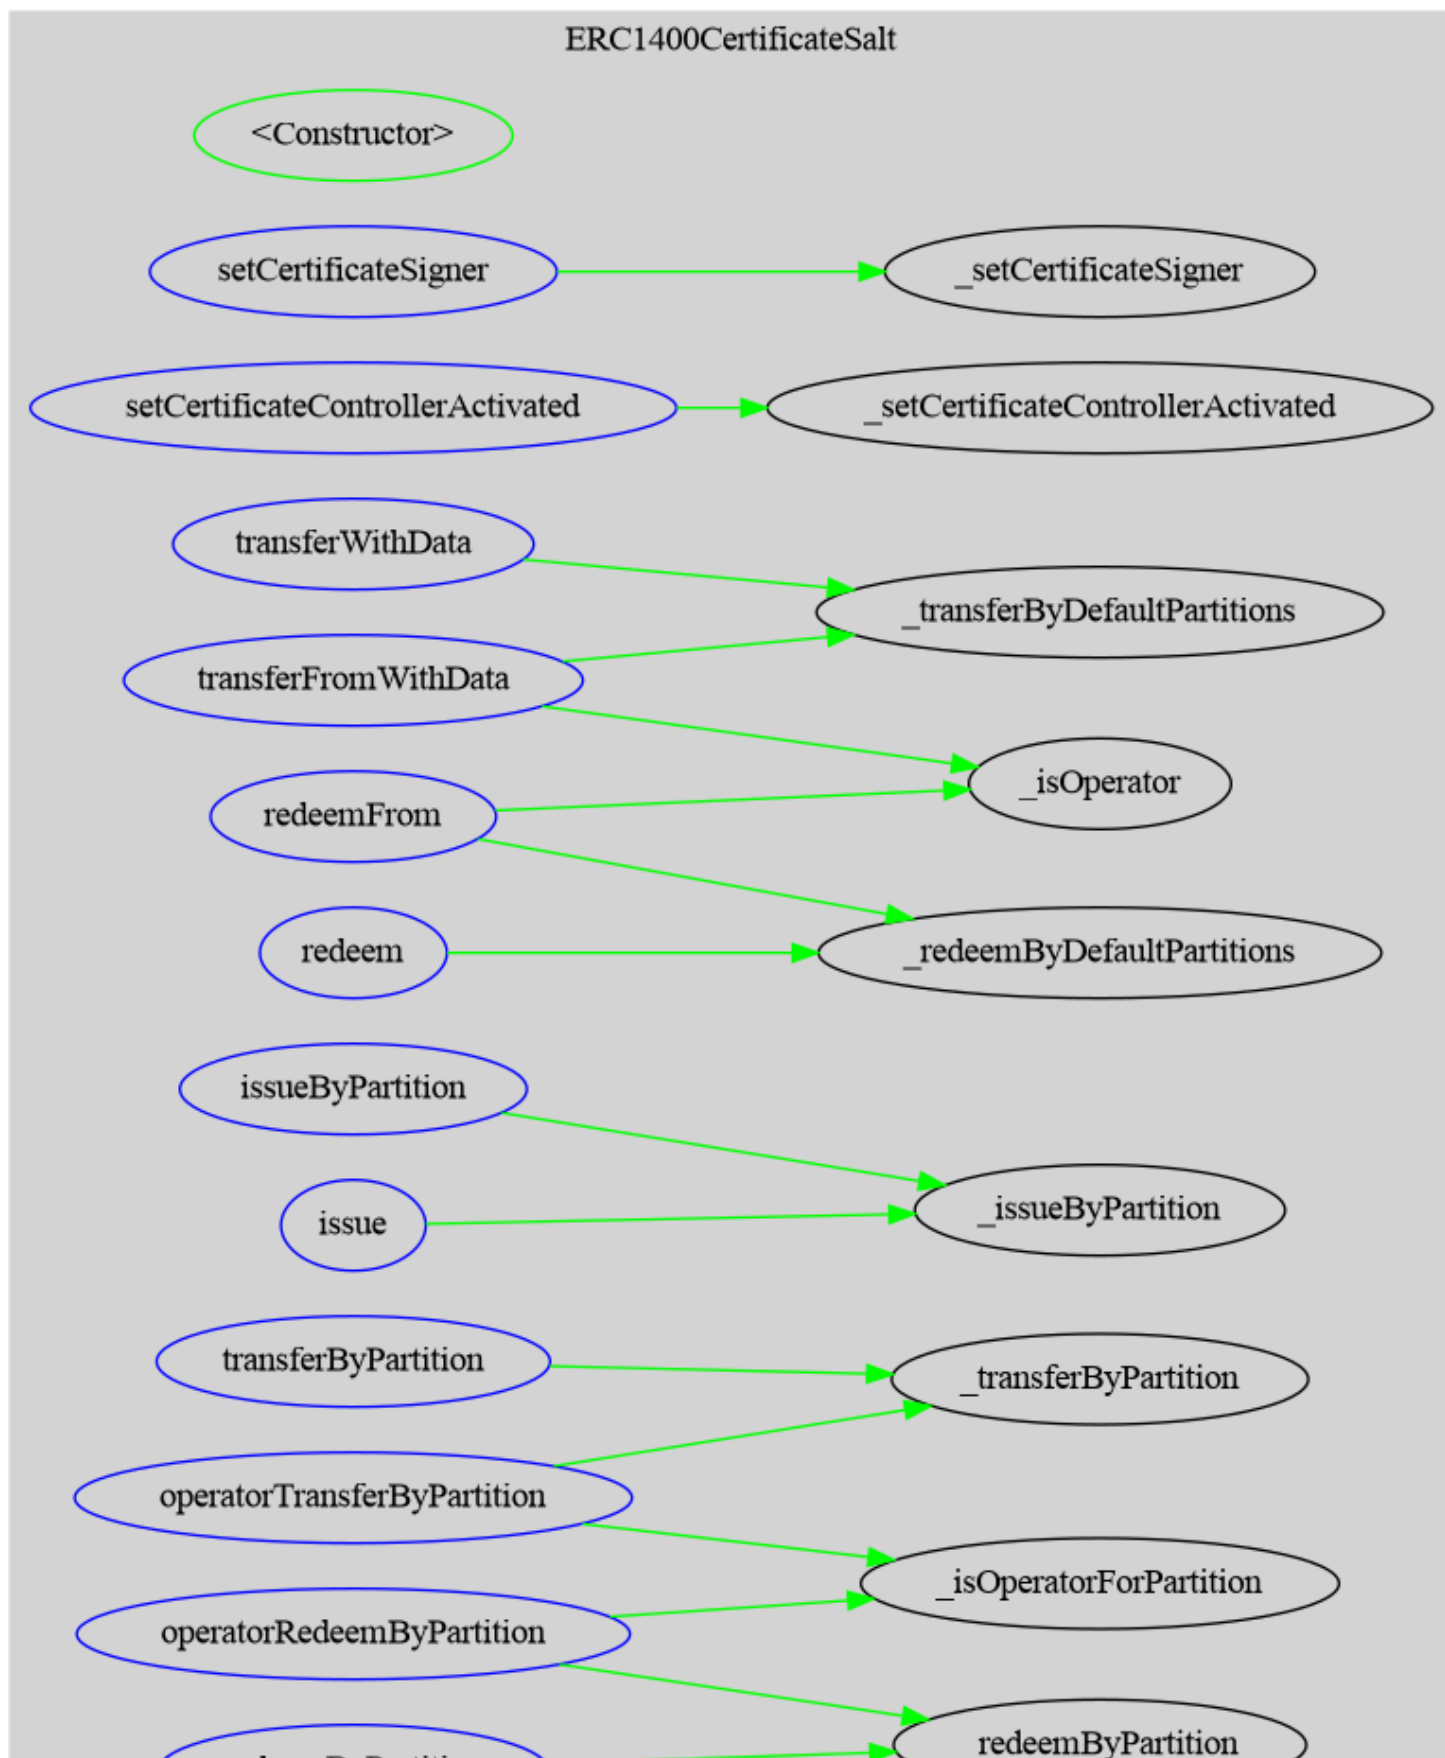 ERC1400CertificateSalt
<Constructor>
setCertificateSigner
_setCertificateSigner
setCertificateControllerActivated
_setCertificateControllerActivated
transferWithData
_transferByDefaultPartitions
transferFromWithData
_isOperator
redeemFrom
redeem
_redeemByDefaultPartitions
issueByPartition
_issueByPartition
issue
transferByPartition
_transferByPartition
operatorTransferByPartition
_isOperatorForPartition
operatorRedeemByPartition
redeemByPartition